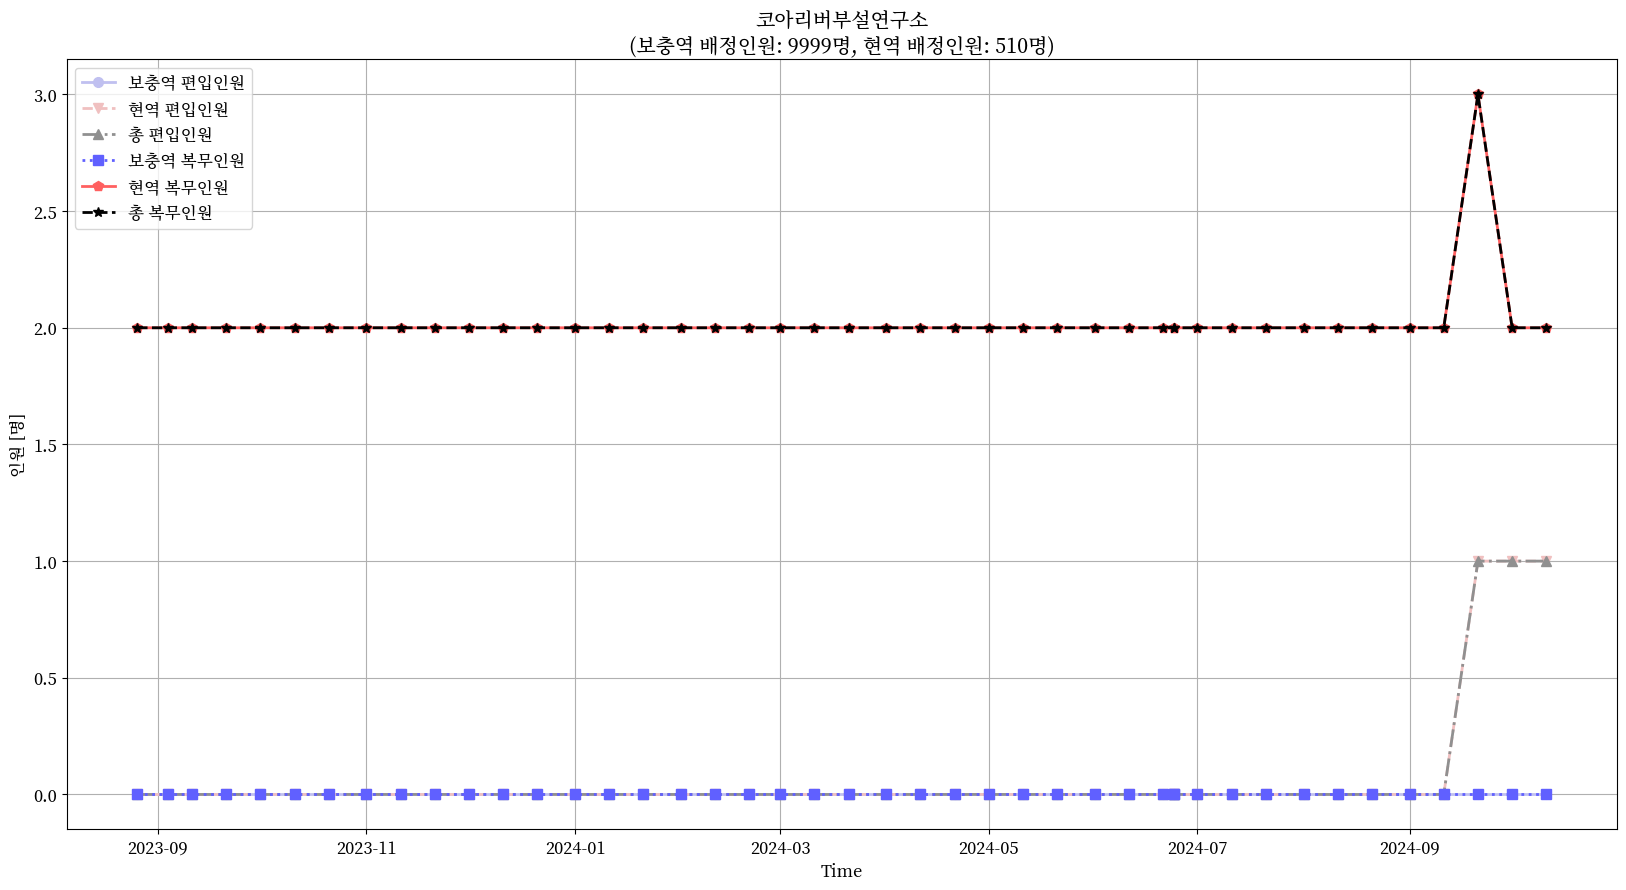 코아리버부설연구소
(보충역 배정인원: 9999명, 현역 배정인원: 510명)
보충역 편입인원
현역 편입인원
총 편입인원
보충역 복무인원
현역 복무인원
총 복무인원
3.0
2.5
2.0
1.5
1.0
0.5
0.0
인원 [명]
2023-09
2023-11
2024-01
2024-03
2024-05
2024-07
2024-09
Time